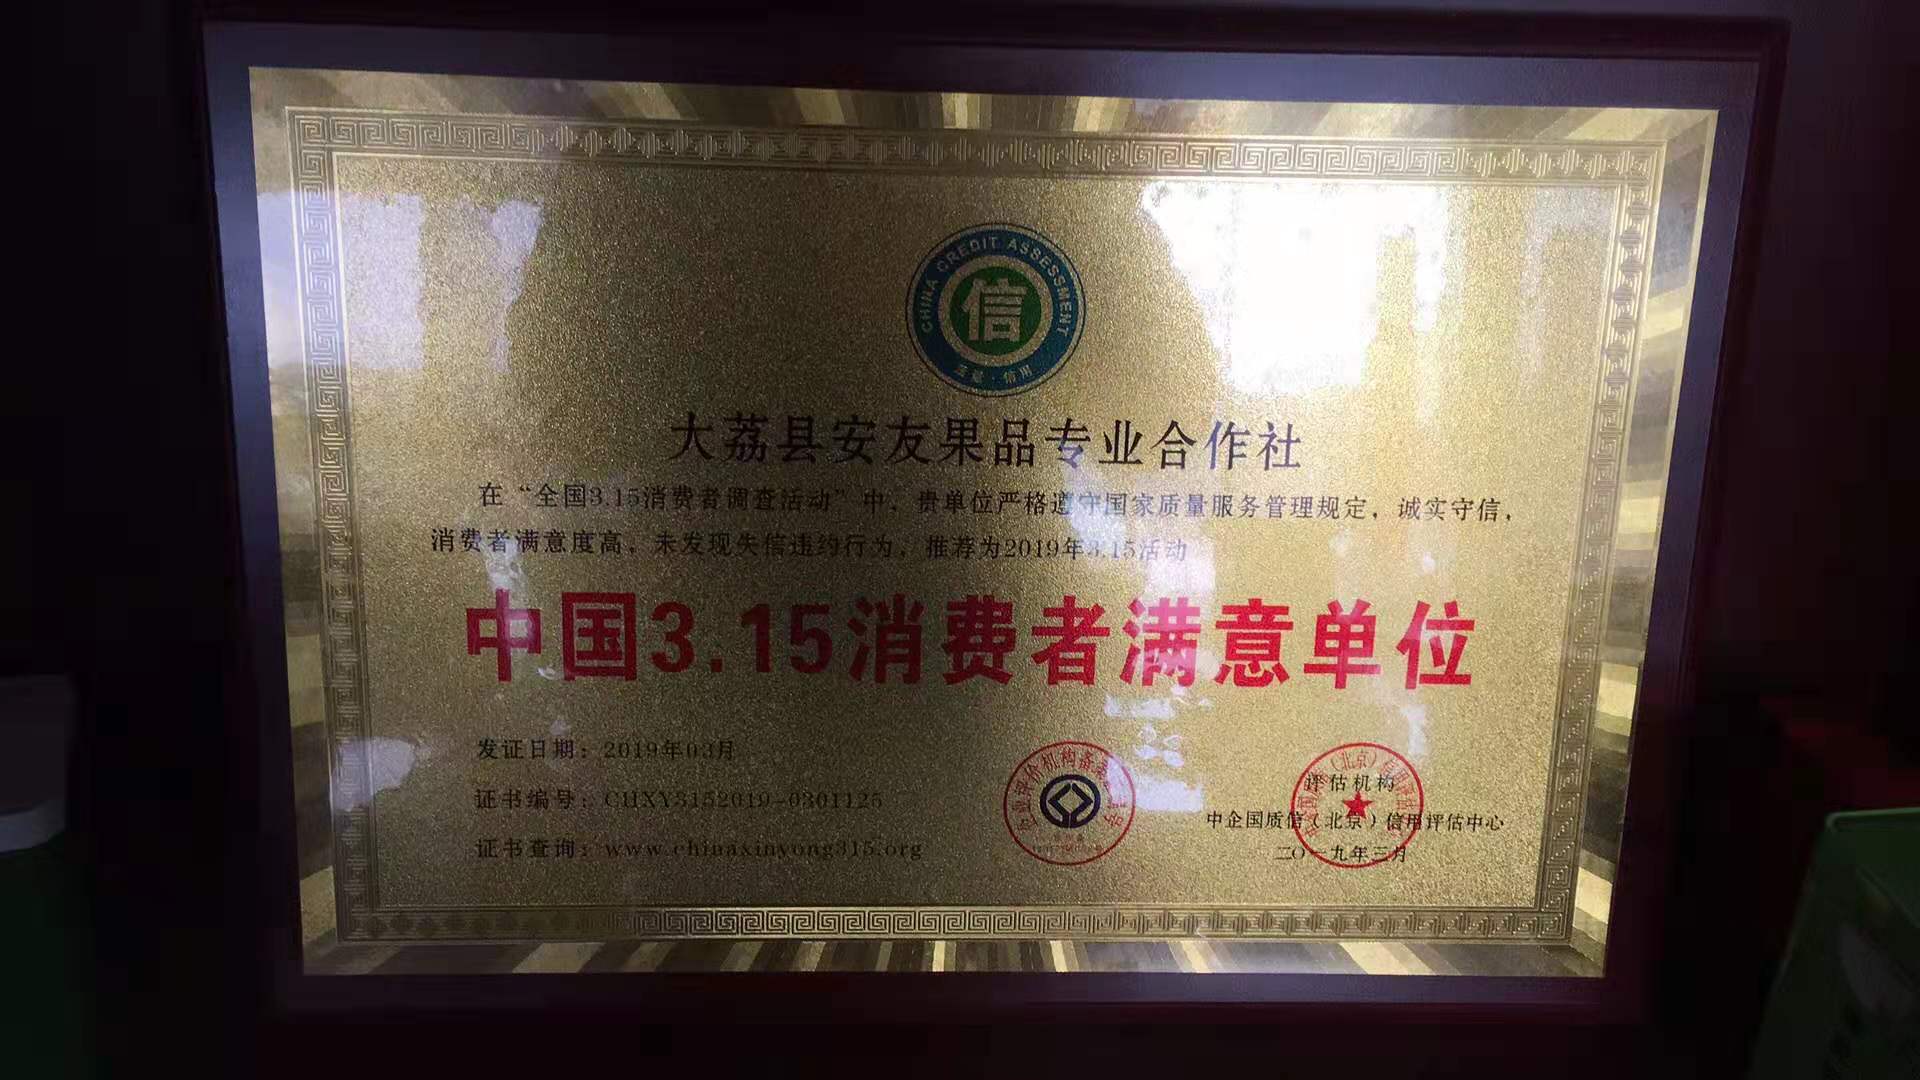 CHINA CREDIT ASSESSMENT
信
质量·信用
大荔县安友果品专业合作社
在“全国3.15消费者调查活动”中，贵单位严格遵守国家质量服务管理规定，诚实守信，
消费者满意度高，未发现失信违约行为，推荐为2019年3.15活动
中国3.15消费者满意单位
发证日期：2019年03月
证书编号：CHXY3152019-0301125
证书查询：www.chinaxinyong315.org
评估机构
中企国质信（北京）信用评估中心
二〇一九年三月